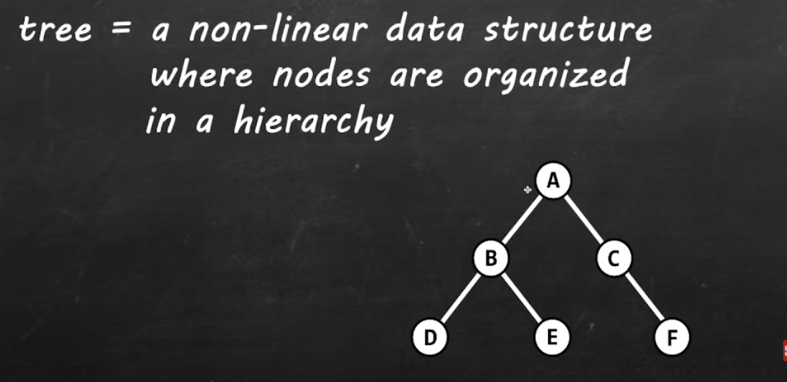 tree = a non-linear data structure
where nodes are organized
in a hierarchy
A
B C
D E F